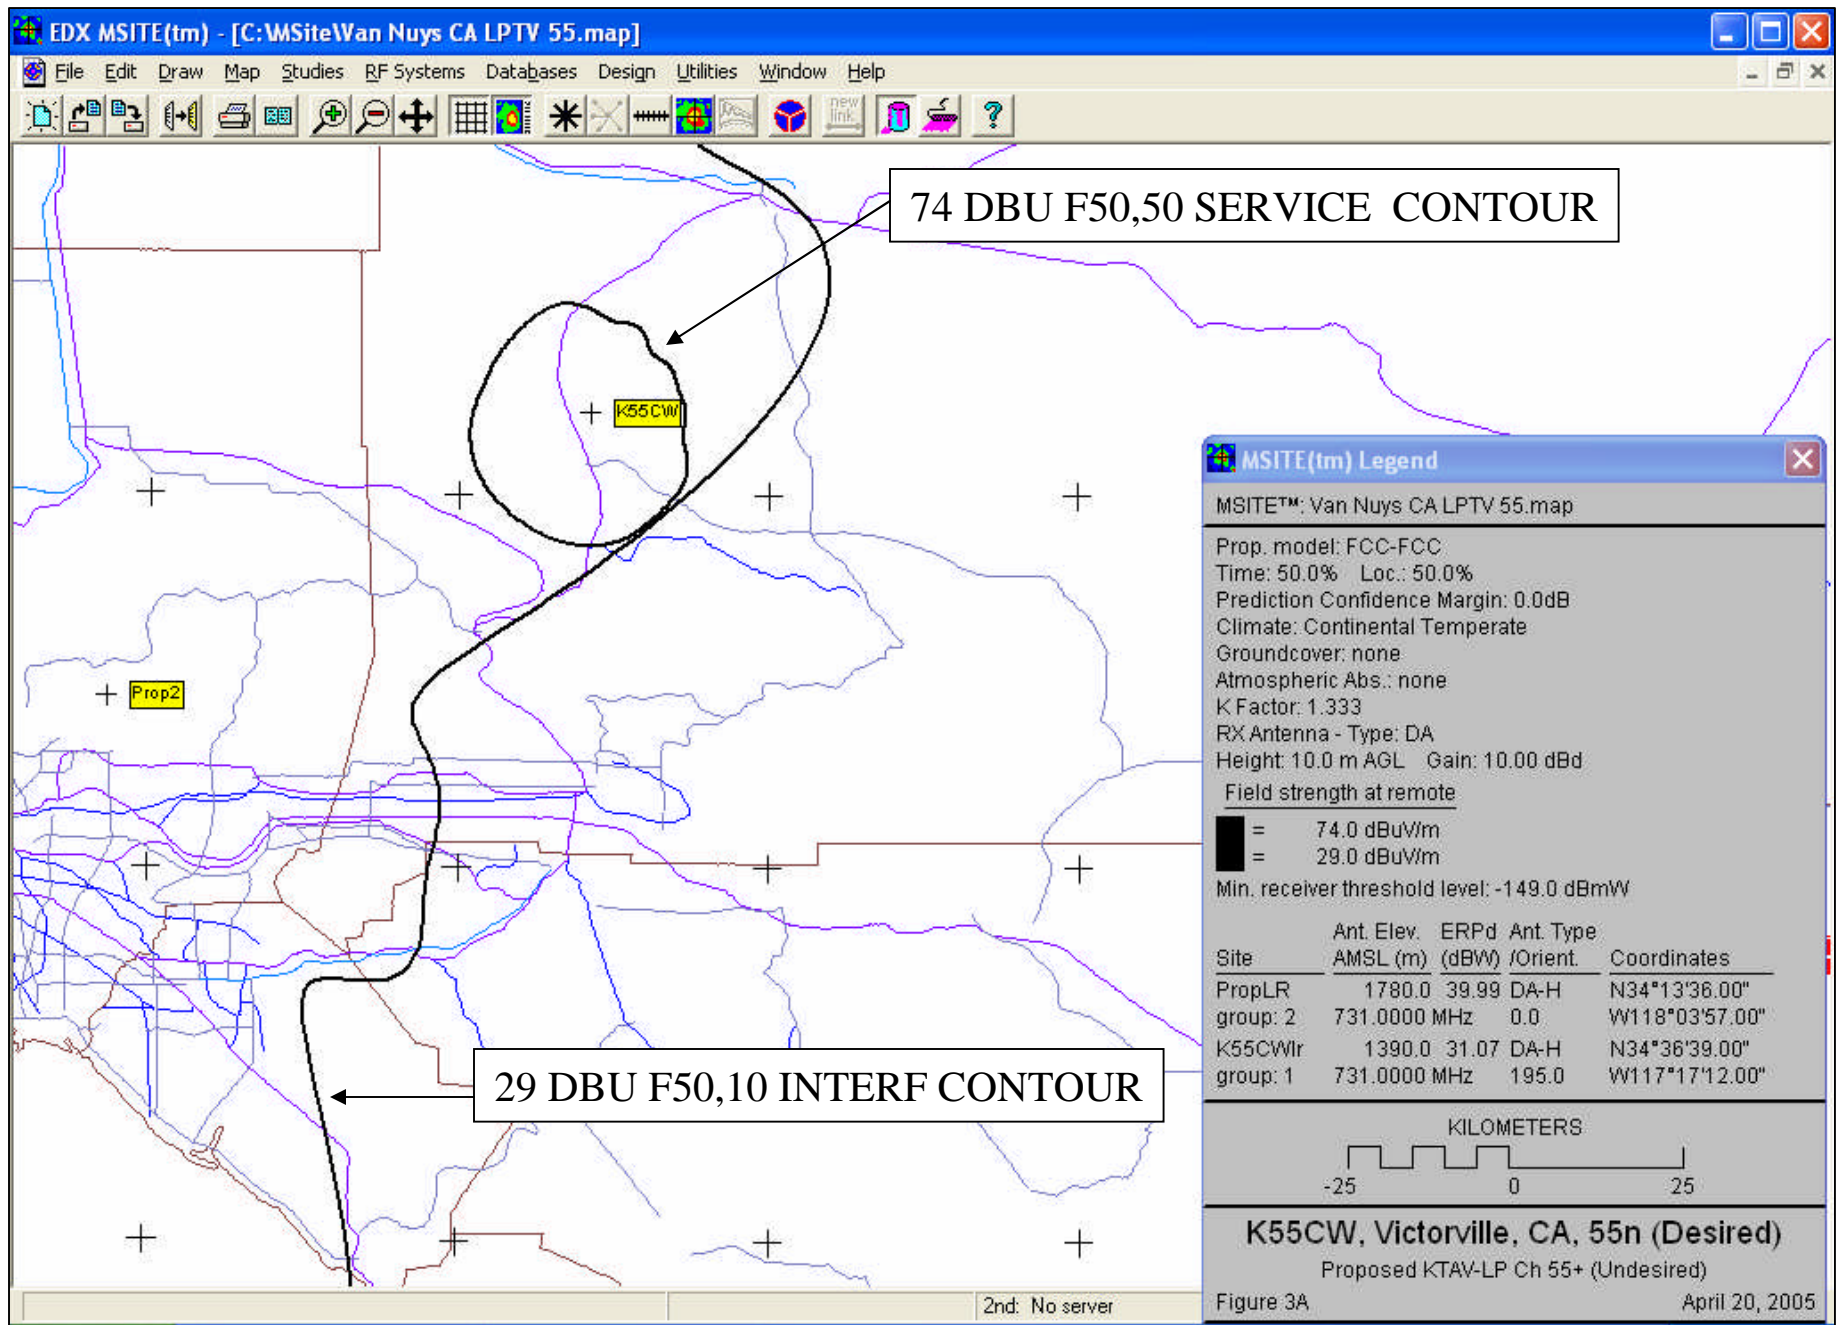 EDX MSITE(tm) - [C:\MSite\Van Nuys CA LPTV 55.map]
File Edit Draw Map Studies RF Systems Databases Design Utilities Window Help
new link
74 DBU F50,50 SERVICE CONTOUR
K55CW
Prop2
29 DBU F50,10 INTERF CONTOUR
MSITE(tm) Legend
MSITE™: Van Nuys CA LPTV 55.map
Prop. model: FCC-FCC
Time: 50.0% Loc.: 50.0%
Prediction Confidence Margin: 0.0dB
Climate: Continental Temperate
Groundcover: none
Atmospheric Abs.: none
K Factor: 1.333
RX Antenna - Type: DA
Height: 10.0 m AGL Gain: 10.00 dBd
Field strength at remote
= 74.0 dBuV/m
= 29.0 dBuV/m
Min. receiver threshold level: -149.0 dBmW
Ant. Elev. ERPd Ant. Type
Site AMSL (m) (dBW) /Orient. Coordinates
PropLR 1780.0 39.99 DA-H N34°13'36.00"
group: 2 731.0000 MHz 0.0 W118°03'57.00"
K55CWlr 1390.0 31.07 DA-H N34°36'39.00"
group: 1 731.0000 MHz 195.0 W117°17'12.00"
KILOMETERS
-25 0 25
K55CW, Victorville, CA, 55n (Desired)
Proposed KTAV-LP Ch 55+ (Undesired)
Figure 3A April 20, 2005
2nd: No server